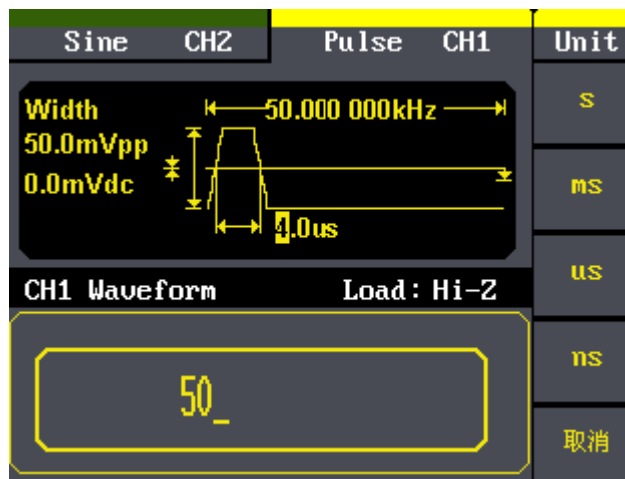 Sine CH2 Pulse CH1 Unit
Width 50.000 000kHz
50.0mVpp
0.0mVdc
4.0us
CH1 Waveform Load: Hi-Z
50_
s
ms
us
ns
取消